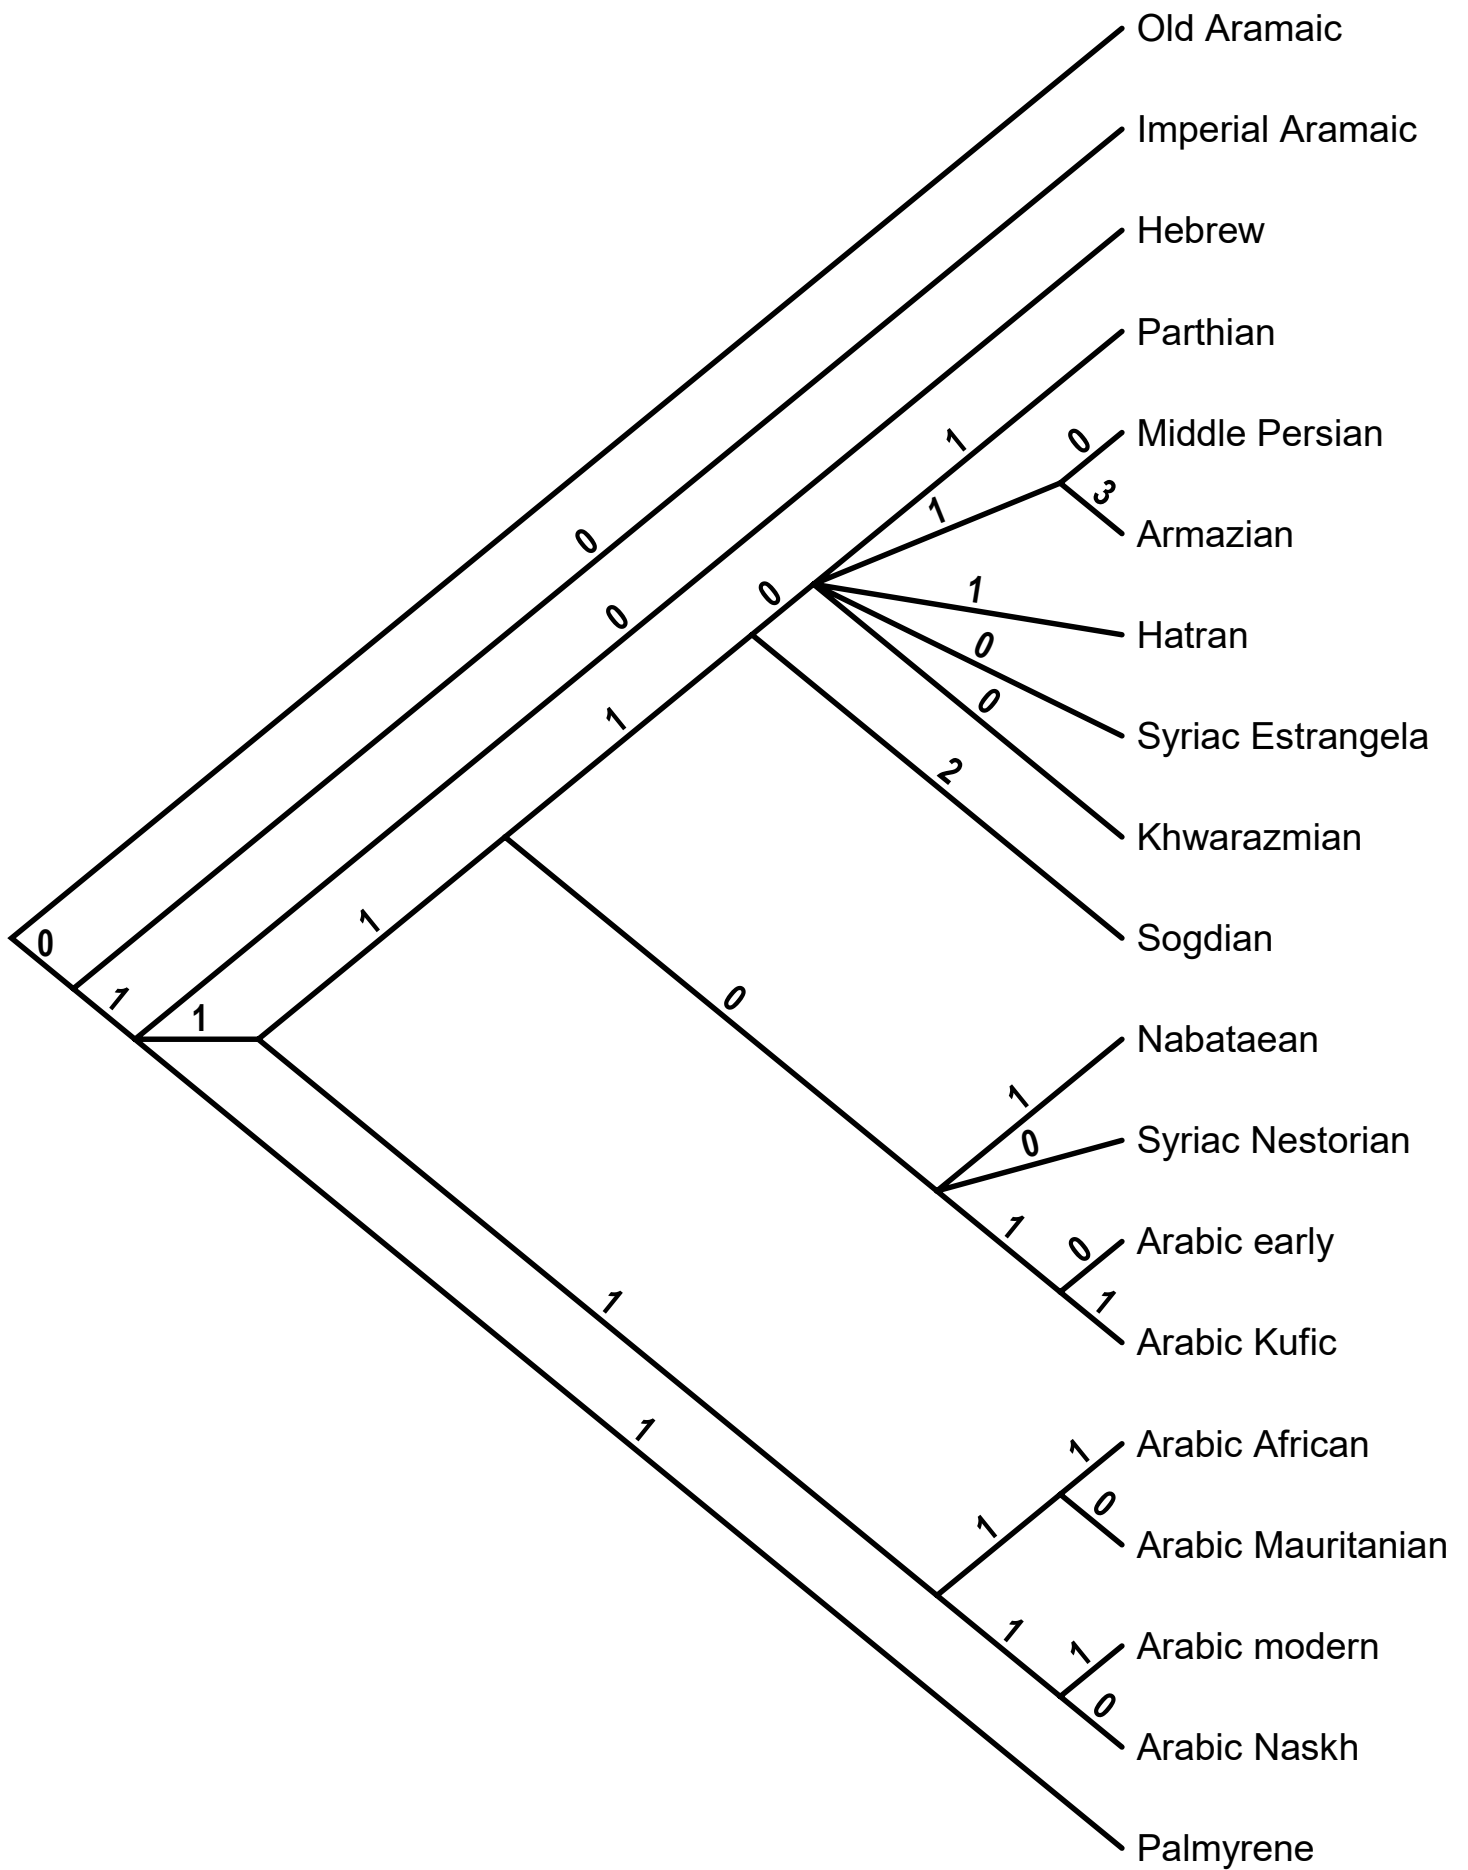 Old Aramaic
Imperial Aramaic
Hebrew
Parthian
1
0
Middle Persian
3
1
Armazian
0
1
0
0
Hatran
0
0
1
Syriac Estrangela
2
Khwarazmian
1
0
Sogdian
0
1
1
Nabataean
1
0
Syriac Nestorian
1
0
Arabic early
1
1
Arabic Kufic
1
1
Arabic African
0
1
Arabic Mauritanian
1
1
Arabic modern
0
Arabic Naskh
Palmyrene